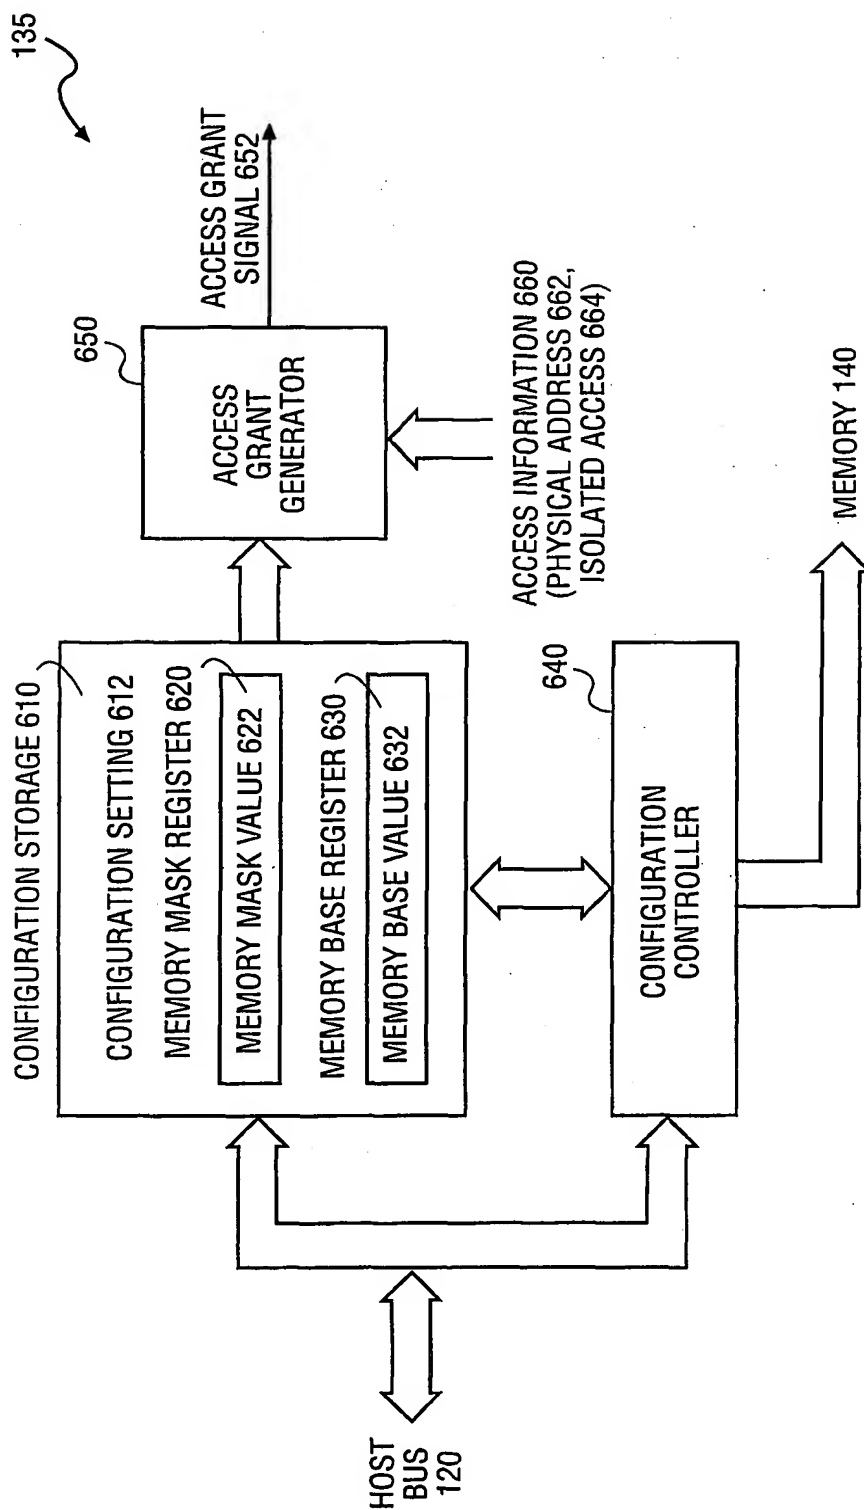 135
CONFIGURATION STORAGE 610
CONFIGURATION SETTING 612
MEMORY MASK REGISTER 620
MEMORY MASK VALUE 622
MEMORY BASE REGISTER 630
MEMORY BASE VALUE 632
650
ACCESS
GRANT
GENERATOR
ACCESS GRANT
SIGNAL 652
ACCESS INFORMATION 660
(PHYSICAL ADDRESS 662,
ISOLATED ACCESS 664)
HOST
BUS
120
640
CONFIGURATION
CONTROLLER
MEMORY 140